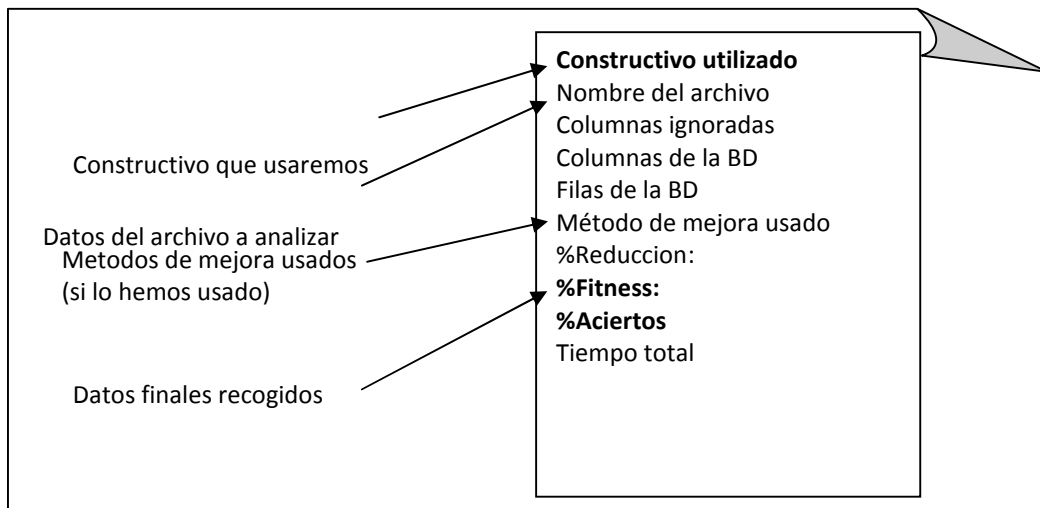 Constructivo utilizado
Nombre del archivo
Columnas ignoradas
Columnas de la BD
Filas de la BD
Método de mejora usado
%Reduccion:
%Fitness:
%Aciertos
Tiempo total
Constructivo que usaremos
Datos del archivo a analizar
Metodos de mejora usados
(si lo hemos usado)
Datos finales recogidos